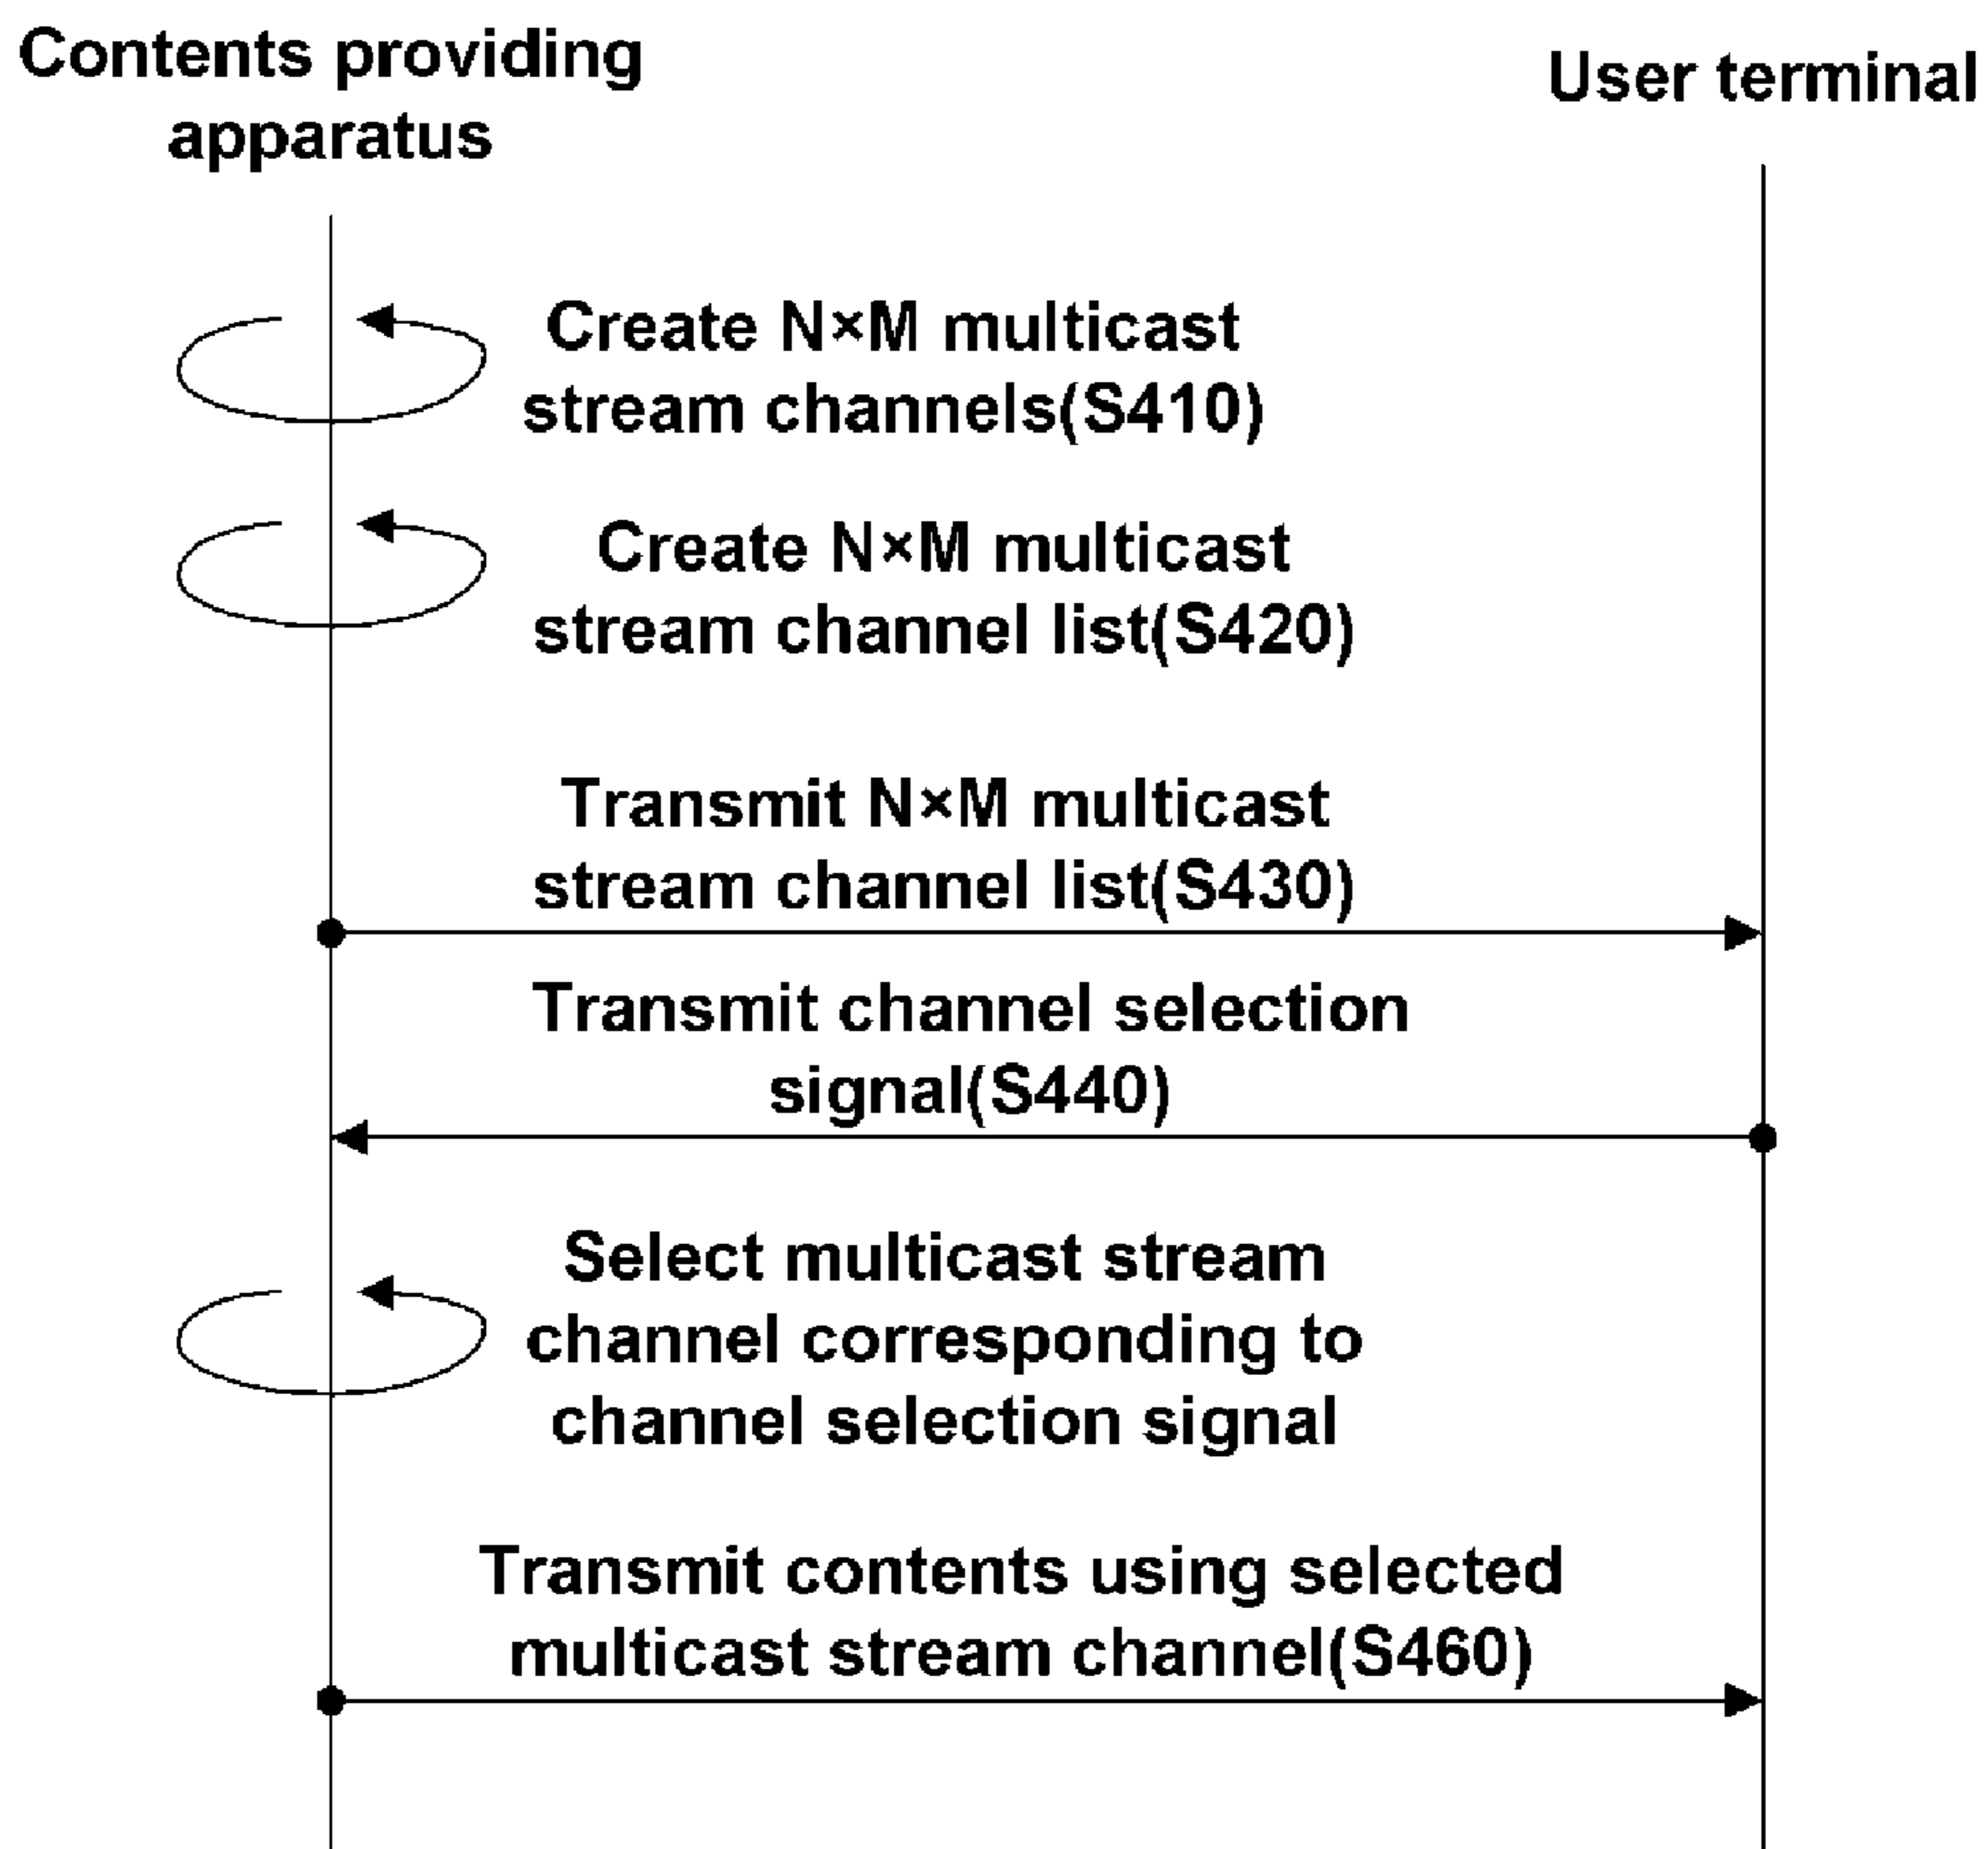 Contents providing
apparatus
User terminal
Create N×M multicast
stream channels(S410)
Create N×M multicast
stream channel list(S420)
Transmit N×M multicast
stream channel list(S430)
Transmit channel selection
signal(S440)
Select multicast stream
channel corresponding to
channel selection signal
Transmit contents using selected
multicast stream channel(S460)